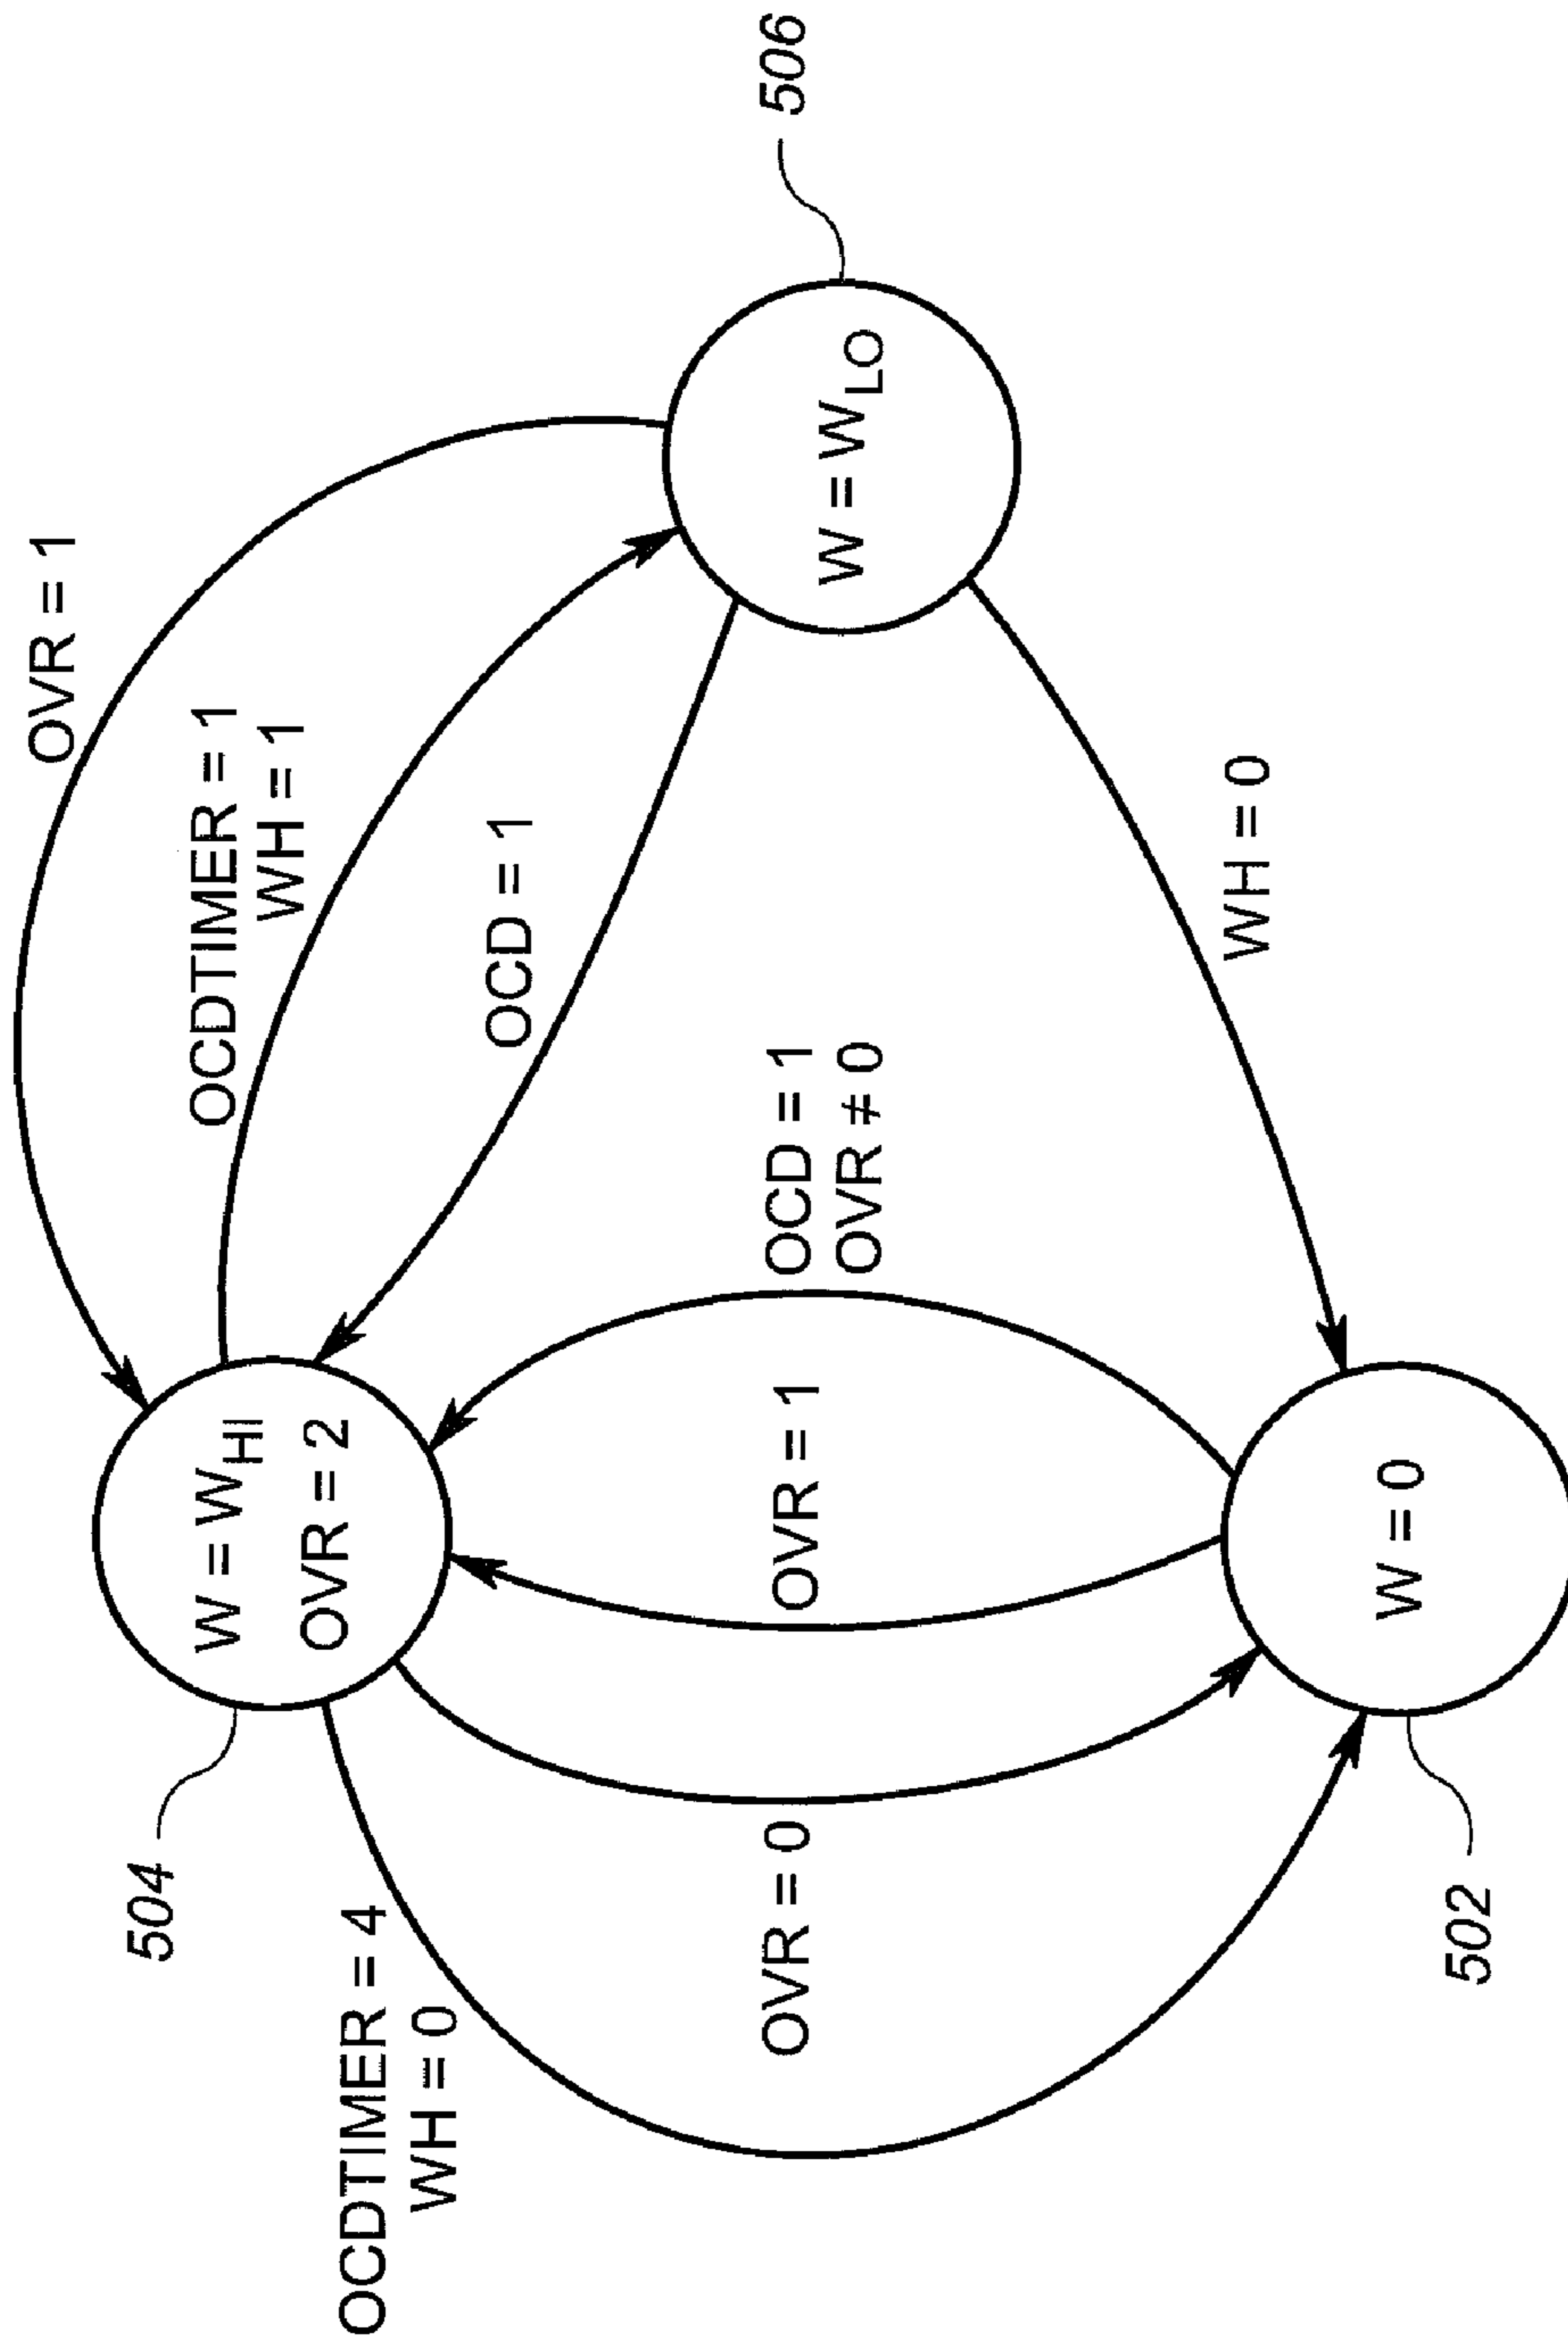 OVR = 1
OCDTIMER = 1
WH = 1
OCD = 1
506
W = W_LO
504
W = W_HI
OVR = 2
OCD = 1
OVR ≠ 0
OVR = 1
WH = 0
OCDTIMER = 4
WH = 0
OVR = 0
W = 0
502